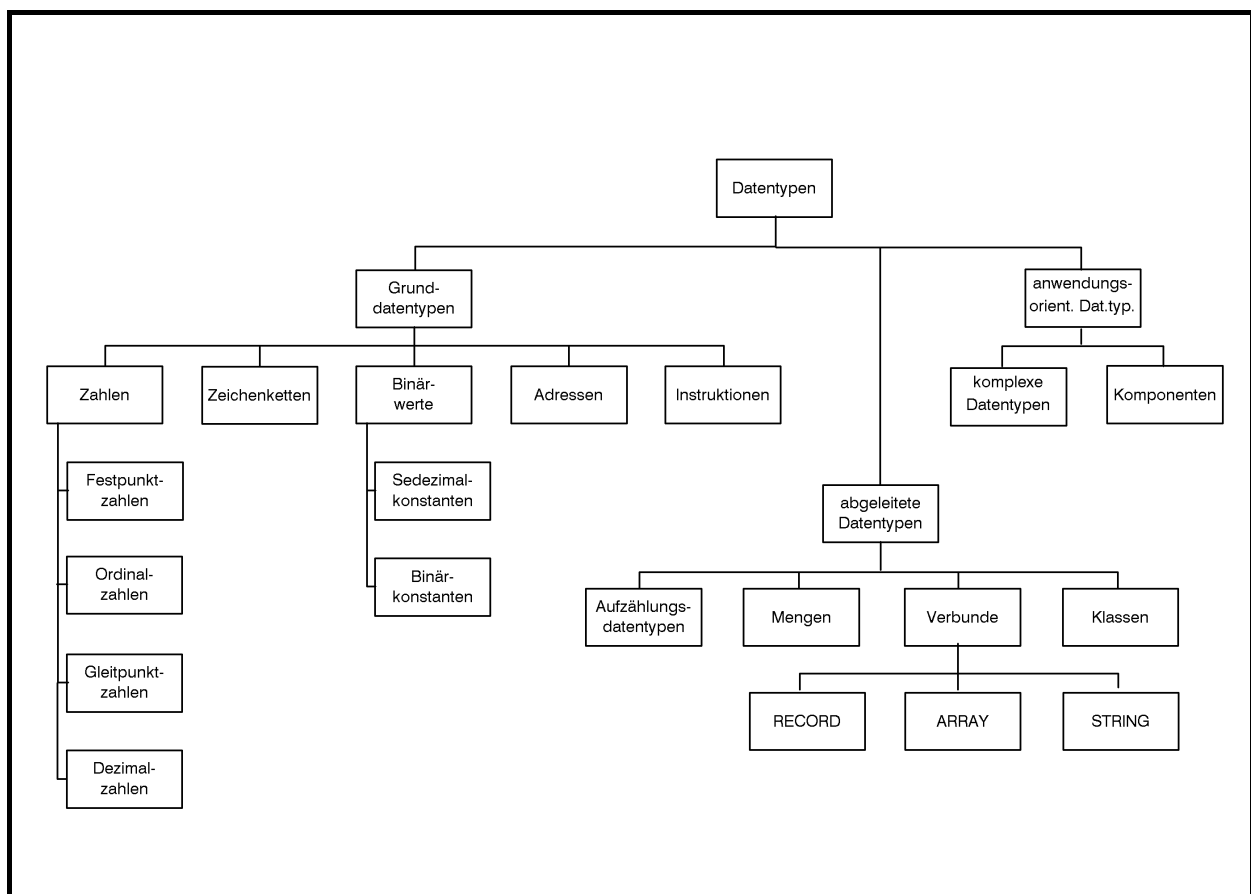 Datentypen
Grund-
datentypen
anwendungs-
orient. Dat.typ.
Zahlen
Zeichenketten
Binär-
werte
Adressen
Instruktionen
komplexe
Datentypen
Komponenten
Festpunkt-
zahlen
Sedezimal-
konstanten
abgeleitete
Datentypen
Ordinal-
zahlen
Binär-
konstanten
Aufzählungs-
datentypen
Mengen
Verbunde
Klassen
Gleitpunkt-
zahlen
RECORD
ARRAY
STRING
Dezimal-
zahlen